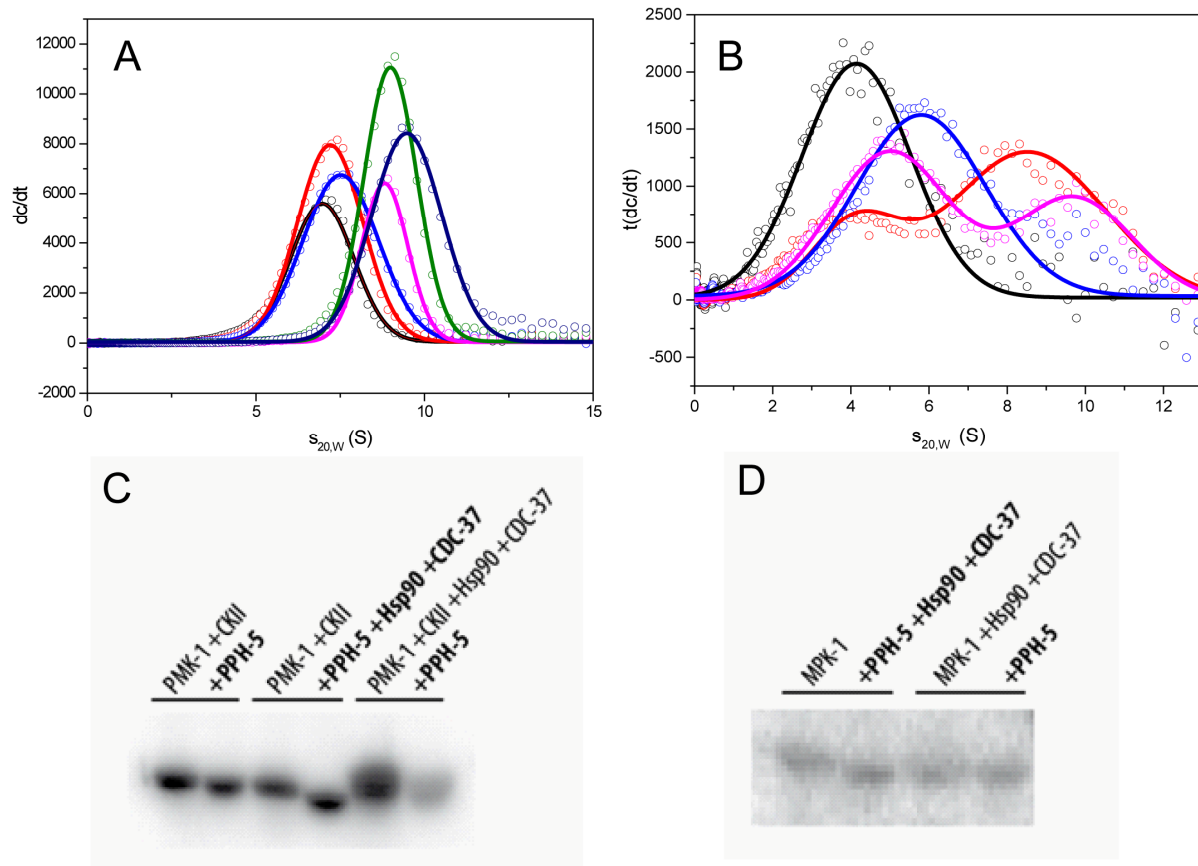 A
dc/dt
12000
10000
8000
6000
4000
2000
0
-2000
0 5 10 15
s20,W (S)
B
t(dc/dt)
2500
2000
1500
1000
500
0
-500
0 2 4 6 8 10 12
s20,W (S)
C
PMK-1 +CKII
+PPH-5
PMK-1 +CKII
+PPH-5 +Hsp90 +CDC-37
PMK-1 +CKII +Hsp90 +CDC-37
+PPH-5
D
MPK-1
+PPH-5 +Hsp90 +CDC-37
MPK-1 +Hsp90 +CDC-37
+PPH-5